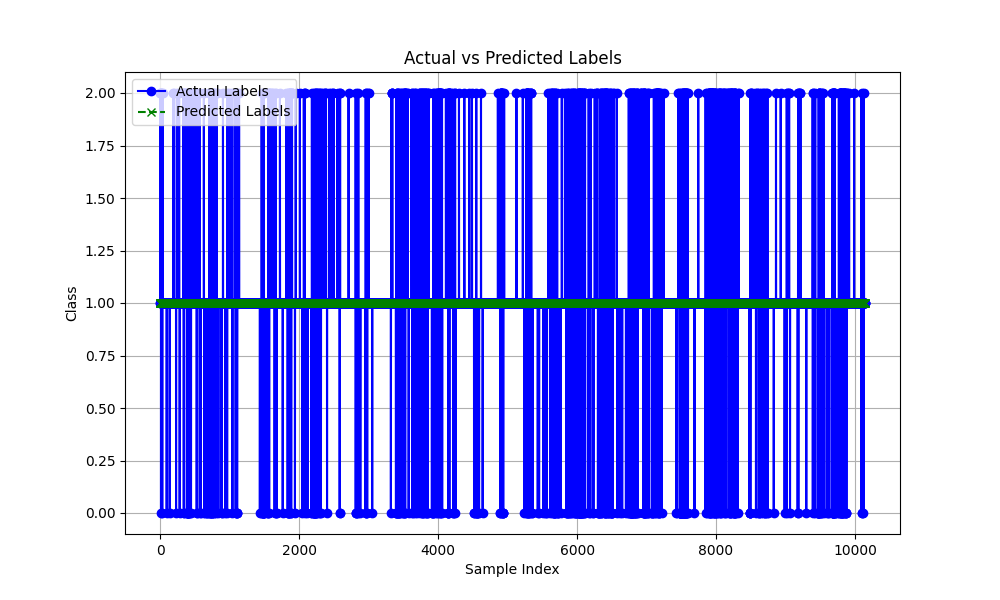 Actual vs Predicted Labels
Actual Labels
Predicted Labels
2.00
1.75
1.50
1.25
1.00
0.75
0.50
0.25
0.00
Class
0 2000 4000 6000 8000 10000
Sample Index